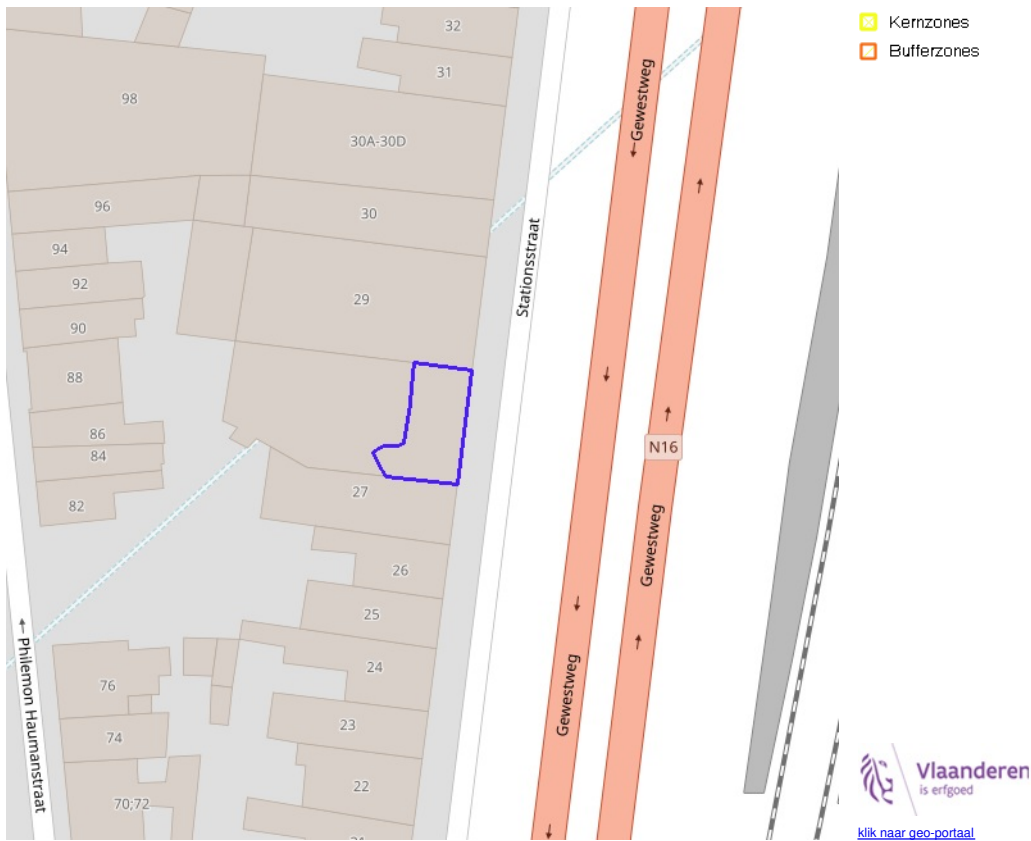 Kernzones
Bufferzones
32
31
98
30A-30D
96
30
94
92
29
90
88
86
84
82
27
26
25
24
76
23
74
22
70;72
Gewestweg
Stationsstraat
N16
Gewestweg
Gewestweg
Philemon Haumanstraat
Vlaanderen
is erfgoed
klik naar geo-portaal